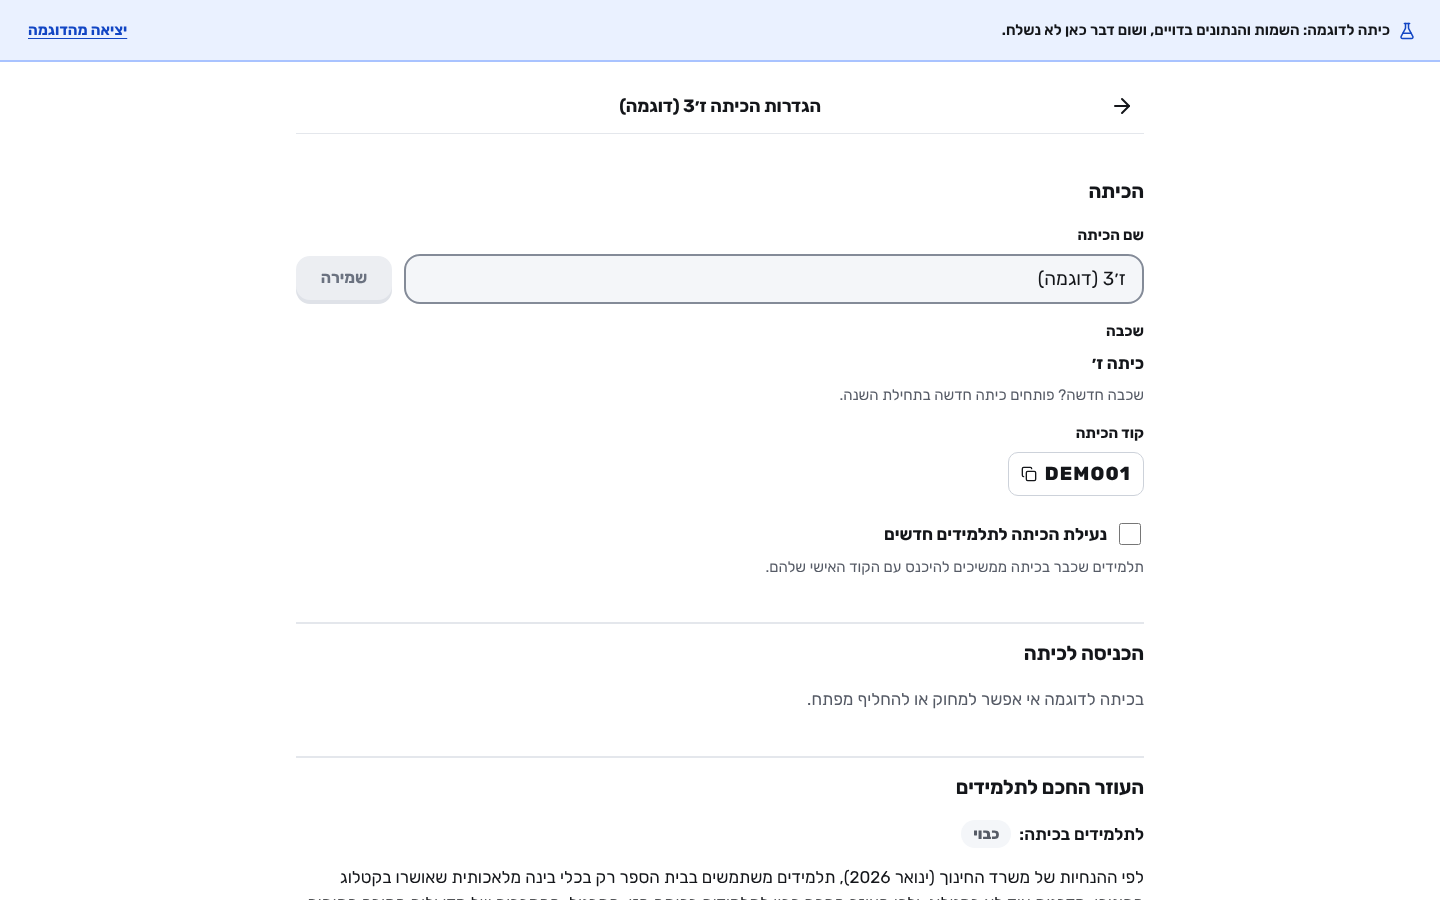 כיתה לדוגמה: השמות והנתונים בדויים, ושום דבר כאן לא נשלח.
יציאה מהדוגמה
הגדרות הכיתה ז׳3 (דוגמה)
הכיתה
שם הכיתה
ז׳3 (דוגמה)
שמירה
שכבה
כיתה ז׳
שכבה חדשה? פותחים כיתה חדשה בתחילת השנה.
קוד הכיתה
DEMO01
נעילת הכיתה לתלמידים חדשים
תלמידים שכבר בכיתה ממשיכים להיכנס עם הקוד האישי שלהם.
הכניסה לכיתה
בכיתה לדוגמה אי אפשר למחוק או להחליף מפתח.
העוזר החכם לתלמידים
לתלמידים בכיתה: כבוי
לפי ההנחיות של משרד החינוך (ינואר 2026), תלמידים משתמשים בבית הספר רק בכלי בינה מלאכותית שאושרו בקטלוג